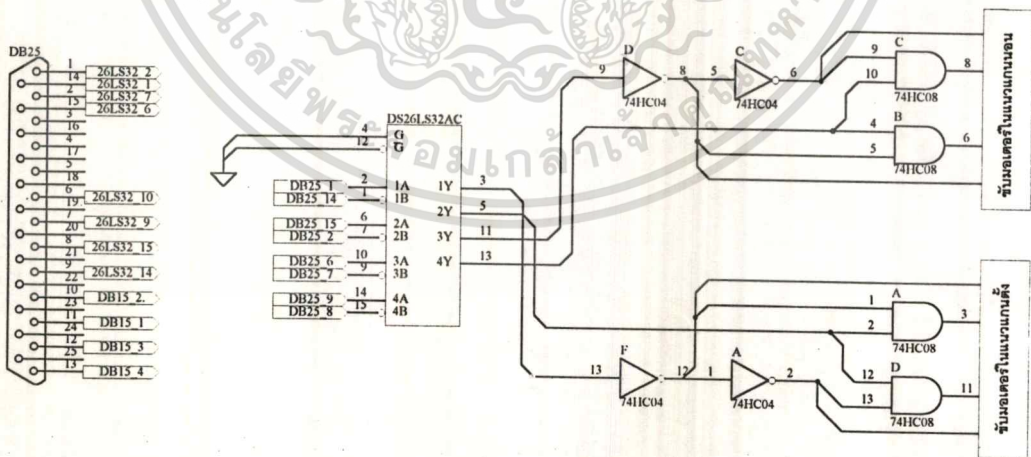 DB25
1
26LS32_2
14
26LS32_1
2
26LS32_7
15
26LS32_6
3
16
4
17
5
18
6
26LS32_10
19
7
26LS32_9
20
8
26LS32_15
21
9
26LS32_14
22
10
DB15_2.
23
11
DB15_1
24
12
DB15_3
25
13
DB15_4
DS26LS32AC
4
G
12
G
DB25_1
2
1A
DB25_14
1
1B
DB25_15
6
2A
DB25_2
7
2B
DB25_6
10
3A
DB25_7
9
3B
DB25_9
14
4A
DB25_8
15
4B
1Y
3
2Y
5
3Y
11
4Y
13
9
D
74HC04
8
5
C
74HC04
6
9
10
C
74HC08
8
4
5
B
74HC08
6
ขับมอเตอร์ในแนวแกนนอน
13
F
74HC04
12
1
A
74HC04
2
1
2
A
74HC08
3
12
13
D
74HC08
11
ขับมอเตอร์ในแนวแกนตั้ง